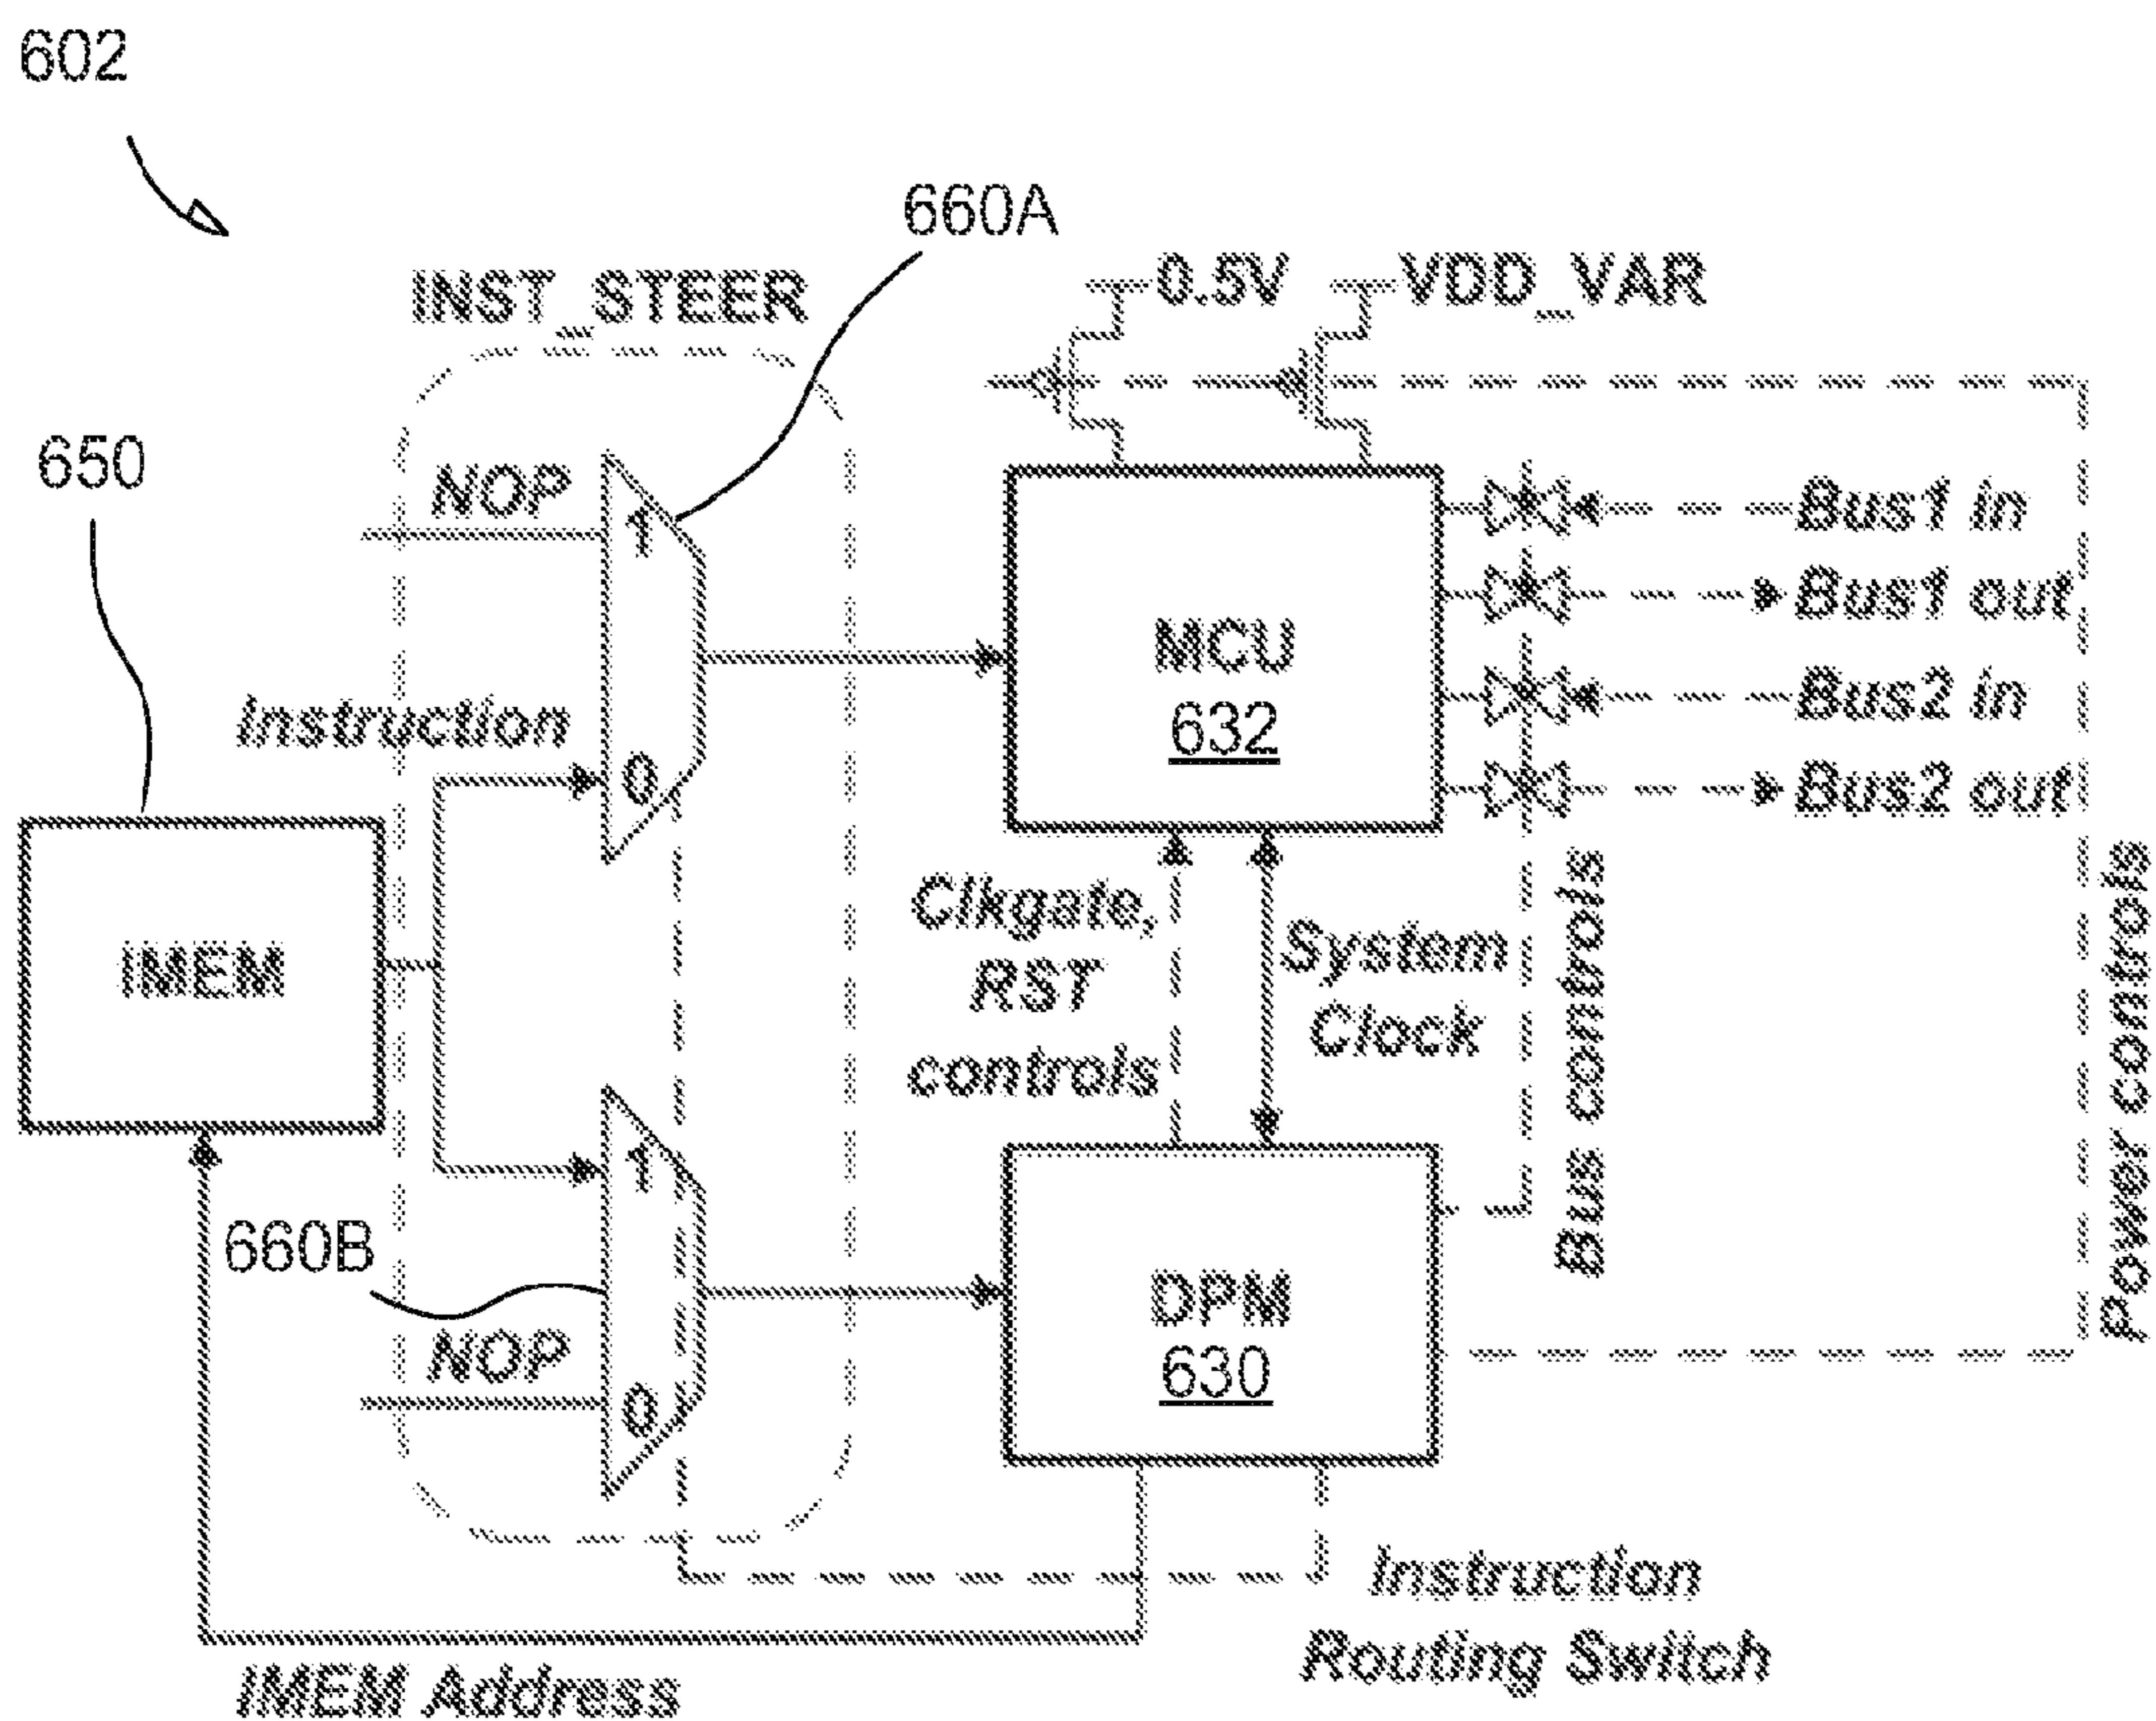 602
660A
INST_STEER
0.5V
VDD_VAR
650
NOP
1
Bus1 in
Bus1 out
MCU
632
Instruction
0
Bus2 in
Bus2 out
Clkgate,
RST
controls
System
Clock
Bus controls
Power controls
IMEM
1
660B
NOP
0
DPM
630
Instruction
Routing Switch
IMEM Address